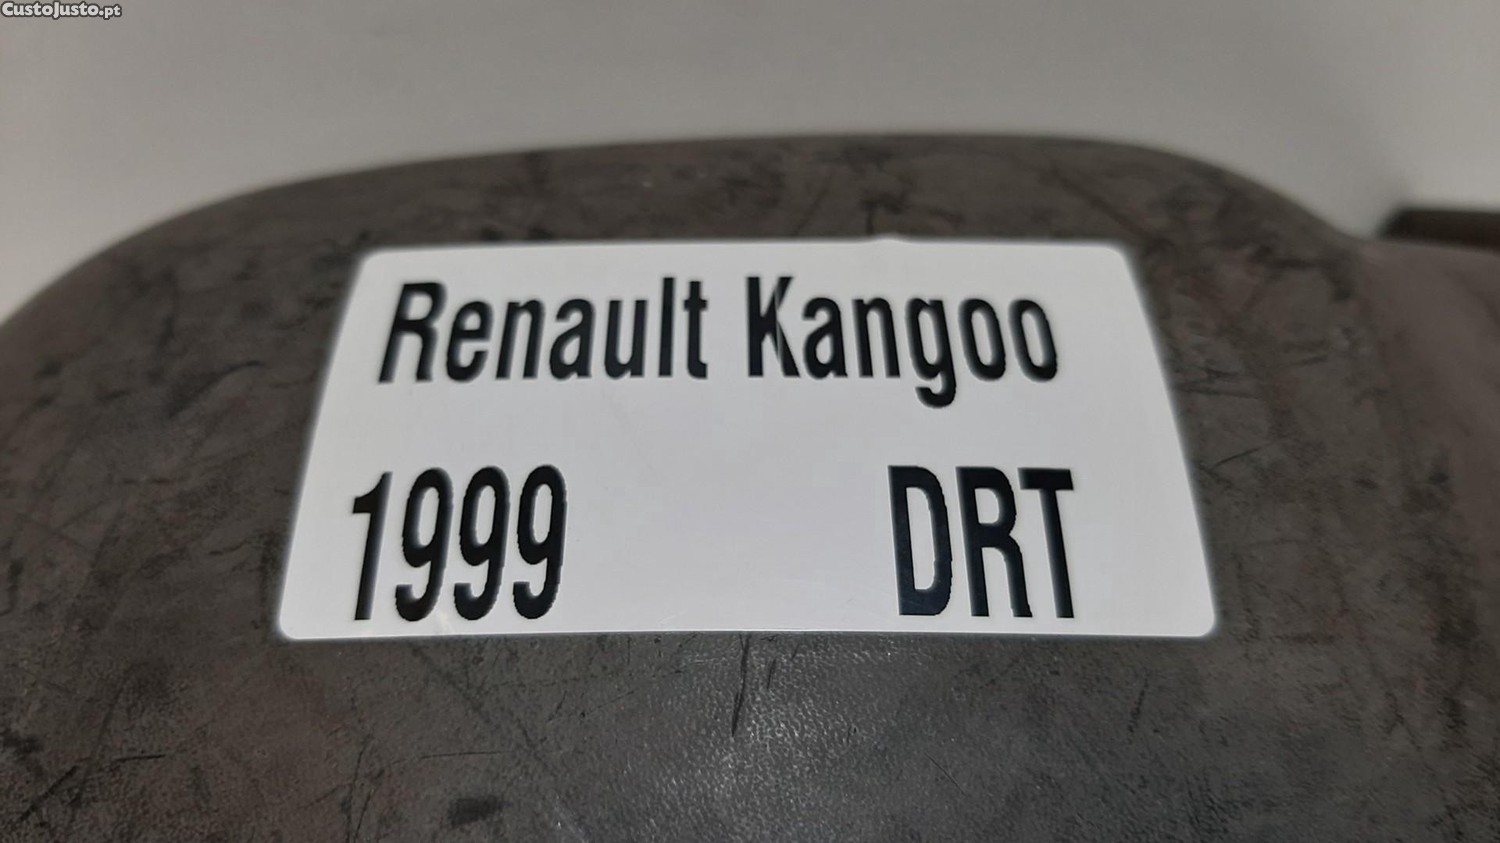 CustoJusto.pt
Renault Kangoo
1999 DRT